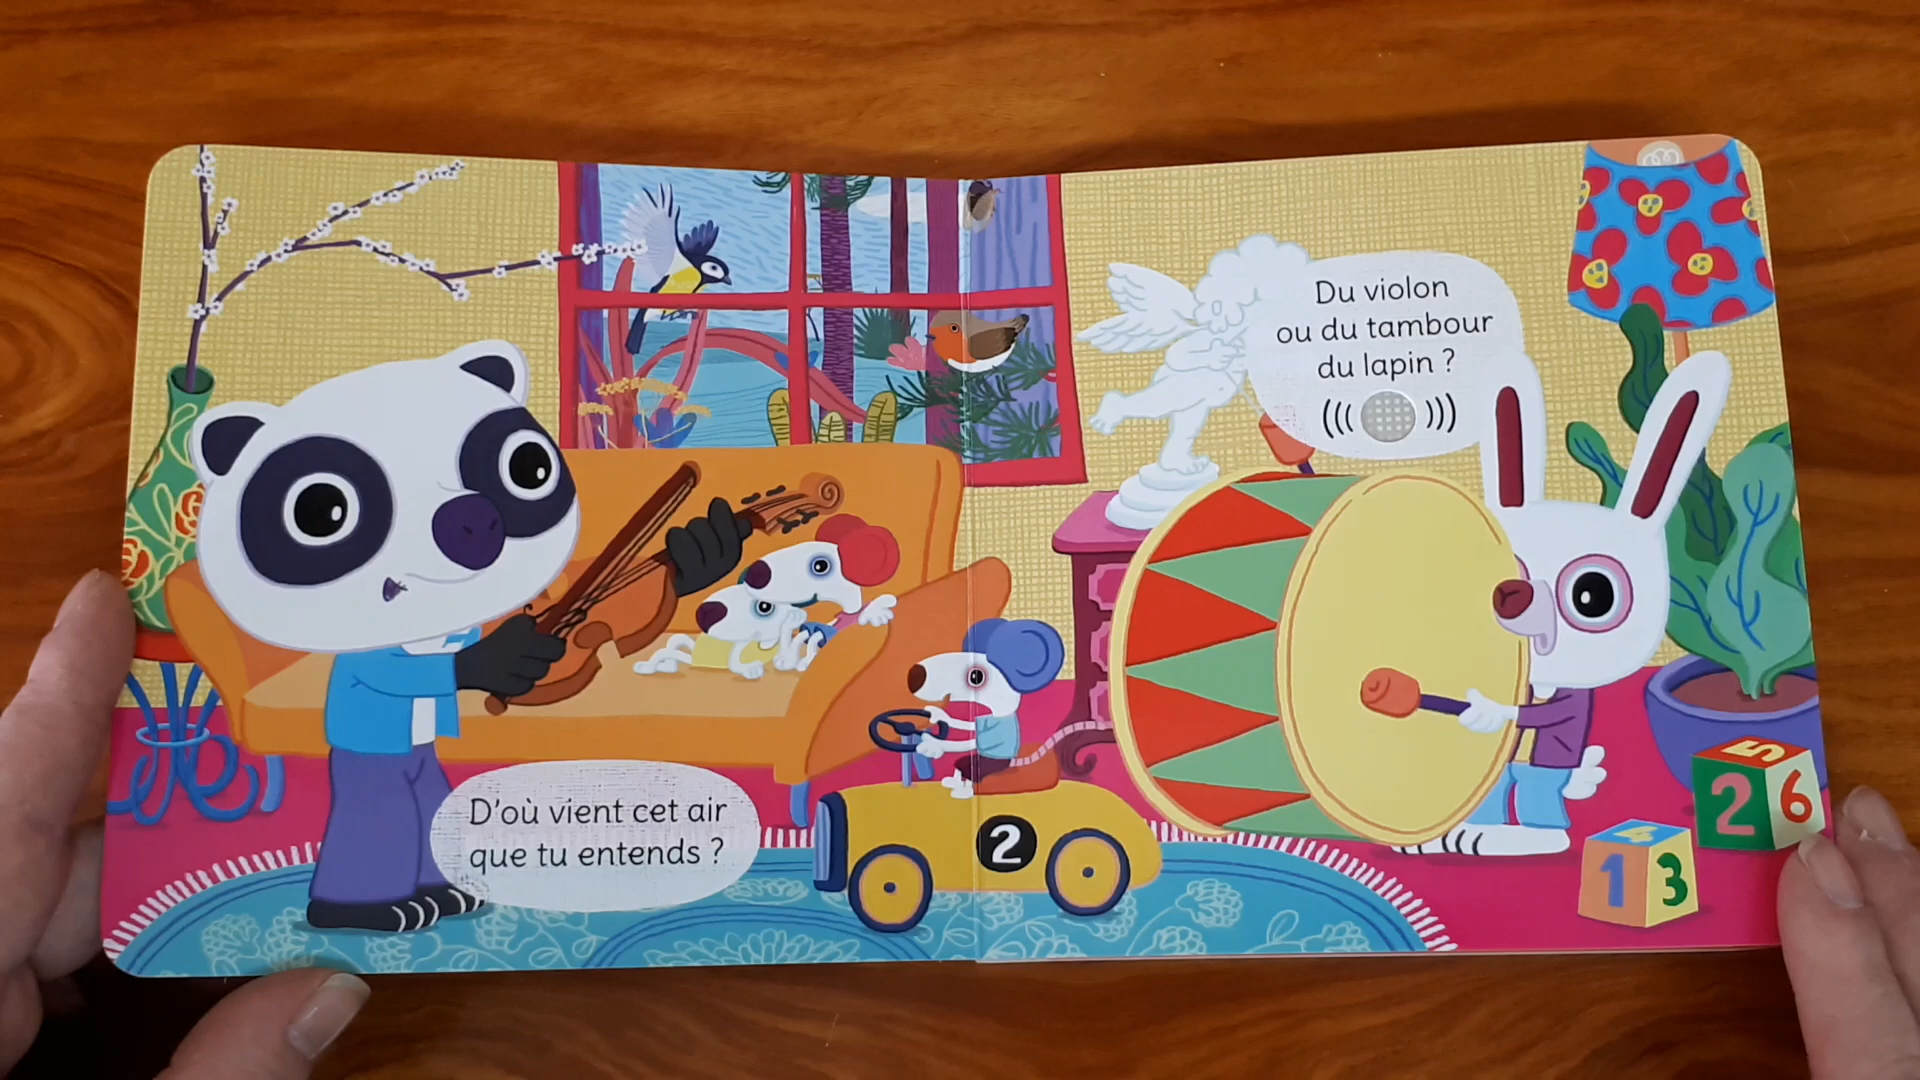 D'où vient cet air
que tu entends ?
Du violon
ou du tambour
du lapin ?
2
5
2 6
4
1 3